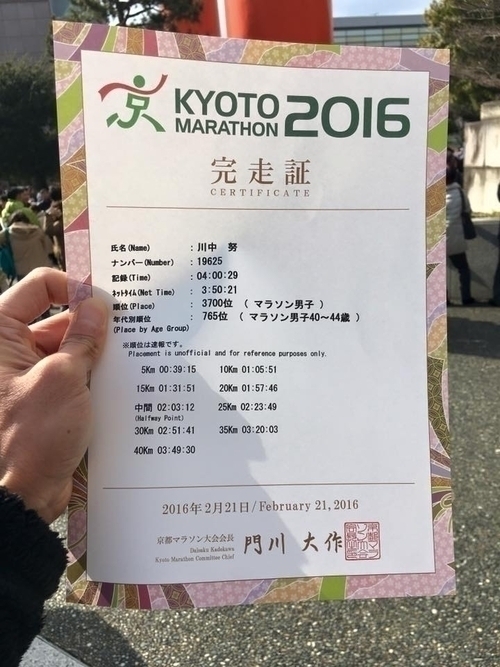 KYOTO
MARATHON 2016
完走証
CERTIFICATE
氏名(Name) : 川中 努
ナンバー(Number) : 19625
記録(Time) : 04:00:29
ネットタイム(Net Time) : 3:50:21
順位(Place) : 3700位 ( マラソン男子 )
年代別順位 : 765位 ( マラソン男子40～44歳 )
(Place by Age Group)
※順位は速報です。
Placement is unofficial and for reference purposes only.
5Km 00:39:15 10Km 01:05:51
15Km 01:31:51 20Km 01:57:46
中間 02:03:12 25Km 02:23:49
(Halfway Point)
30Km 02:51:41 35Km 03:20:03
40Km 03:49:30
2016年2月21日/February 21, 2016
京都マラソン大会会長 門川 大作
Daisaku Kadokawa
Kyoto Marathon Committee Chief